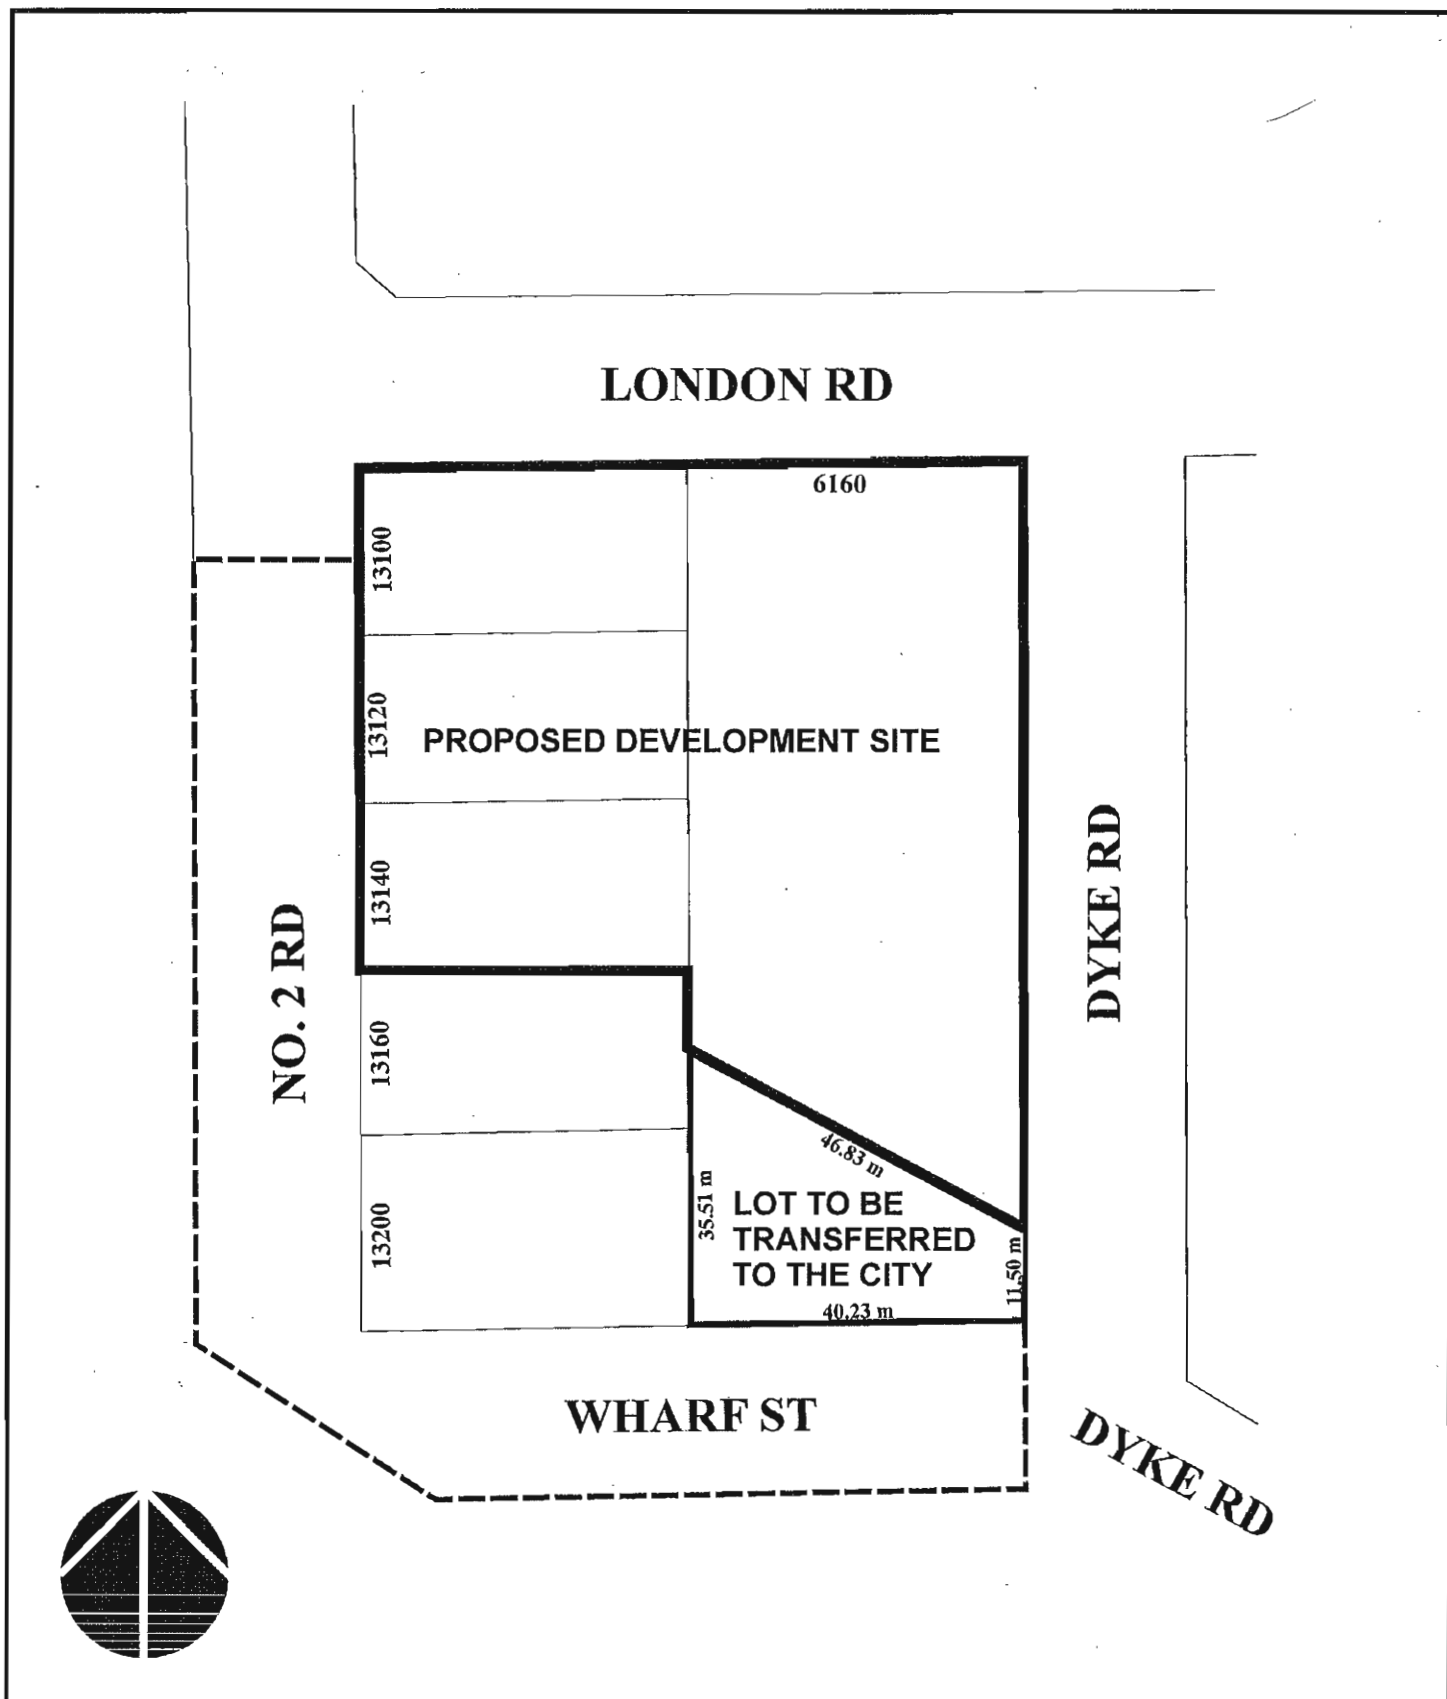 LONDON RD
6160
13100
13120
PROPOSED DEVELOPMENT SITE
13140
DYKE RD
NO. 2 RD
13160
46.83 m
35.51 m
LOT TO BE
TRANSFERRED
TO THE CITY
13200
11.50 m
40.23 m
WHARF ST
DYKE RD